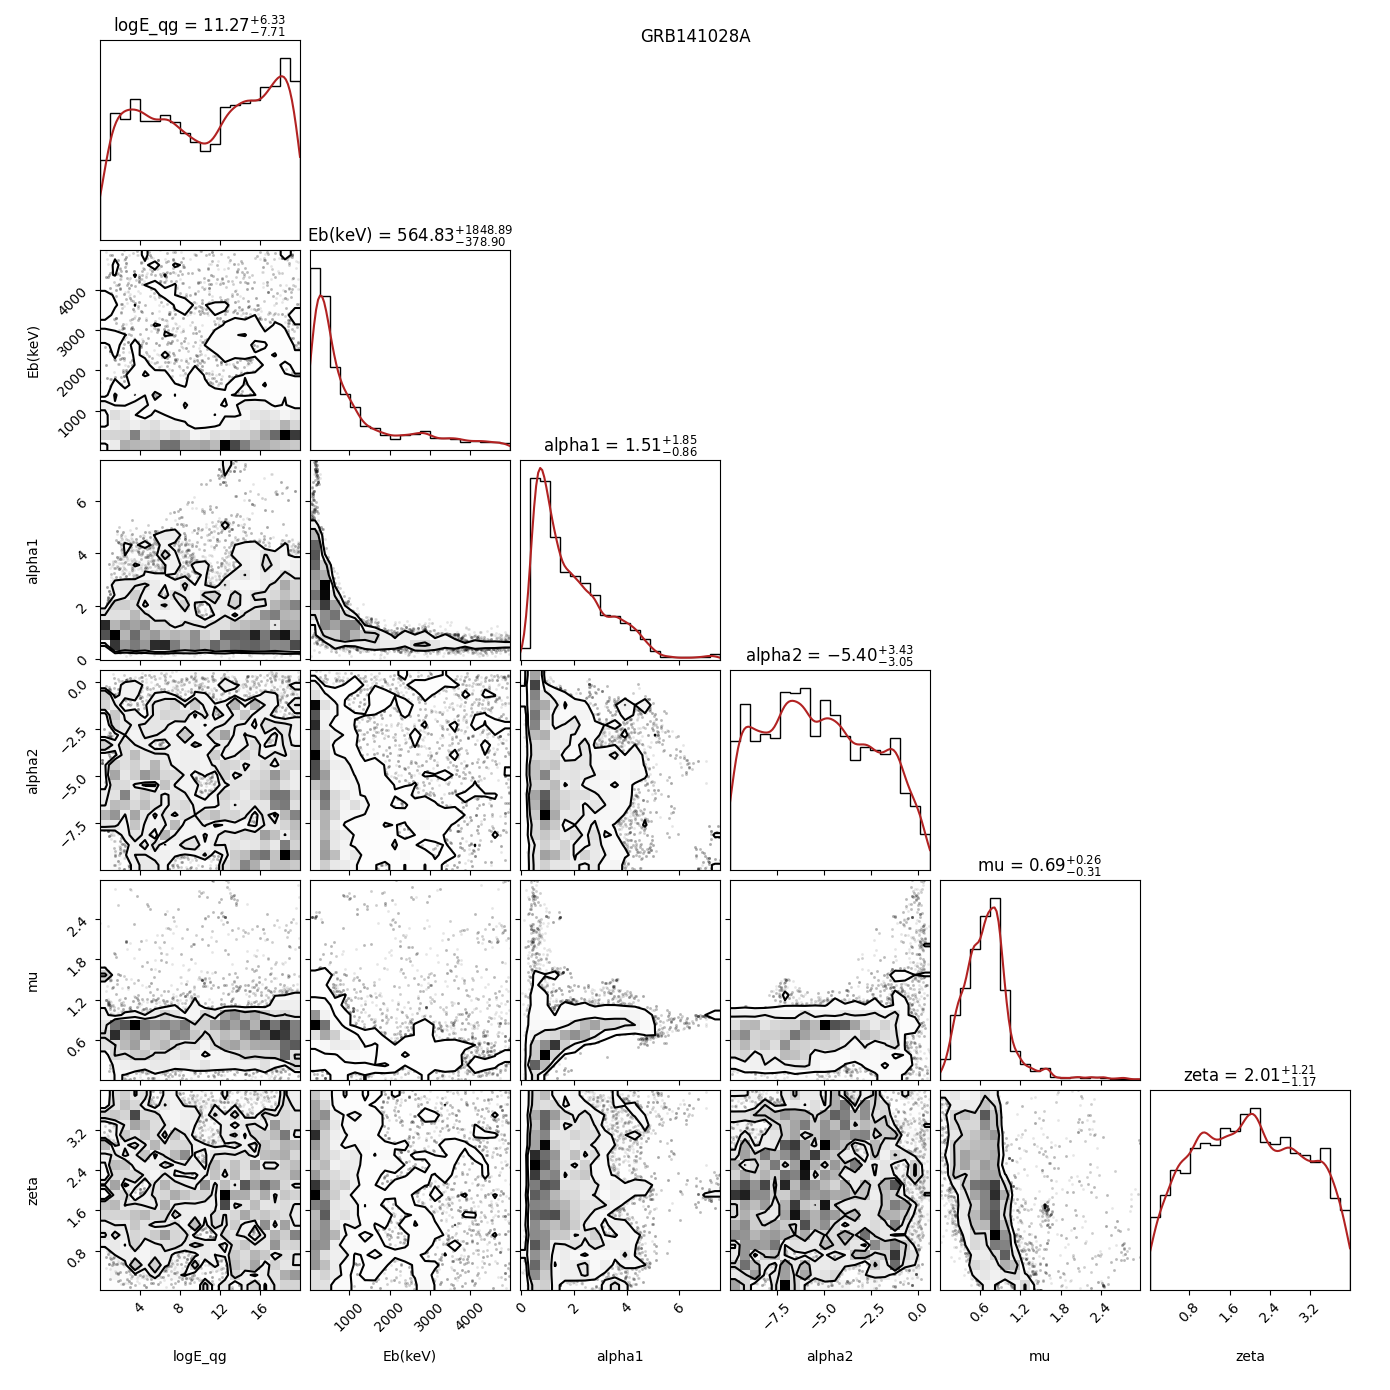 logE_qg = 11.27+6.33 −7.71
GRB141028A
Eb(keV) = 564.83+1848.89 −378.90
Eb(keV)
4000
3000
2000
1000
alpha1 = 1.51+1.85 −0.86
alpha1
6
4
2
0
alpha2 = −5.40+3.43 −3.05
alpha2
0.0
−2.5
−5.0
−7.5
mu = 0.69+0.26 −0.31
mu
2.4
1.8
1.2
0.6
zeta = 2.01+1.21 −1.17
zeta
3.2
2.4
1.6
0.8
4 8 12 16
1000 2000 3000 4000
0 2 4 6
−7.5 −5.0 −2.5 0.0
0.6 1.2 1.8 2.4
0.8 1.6 2.4 3.2
logE_qg Eb(keV) alpha1 alpha2 mu zeta